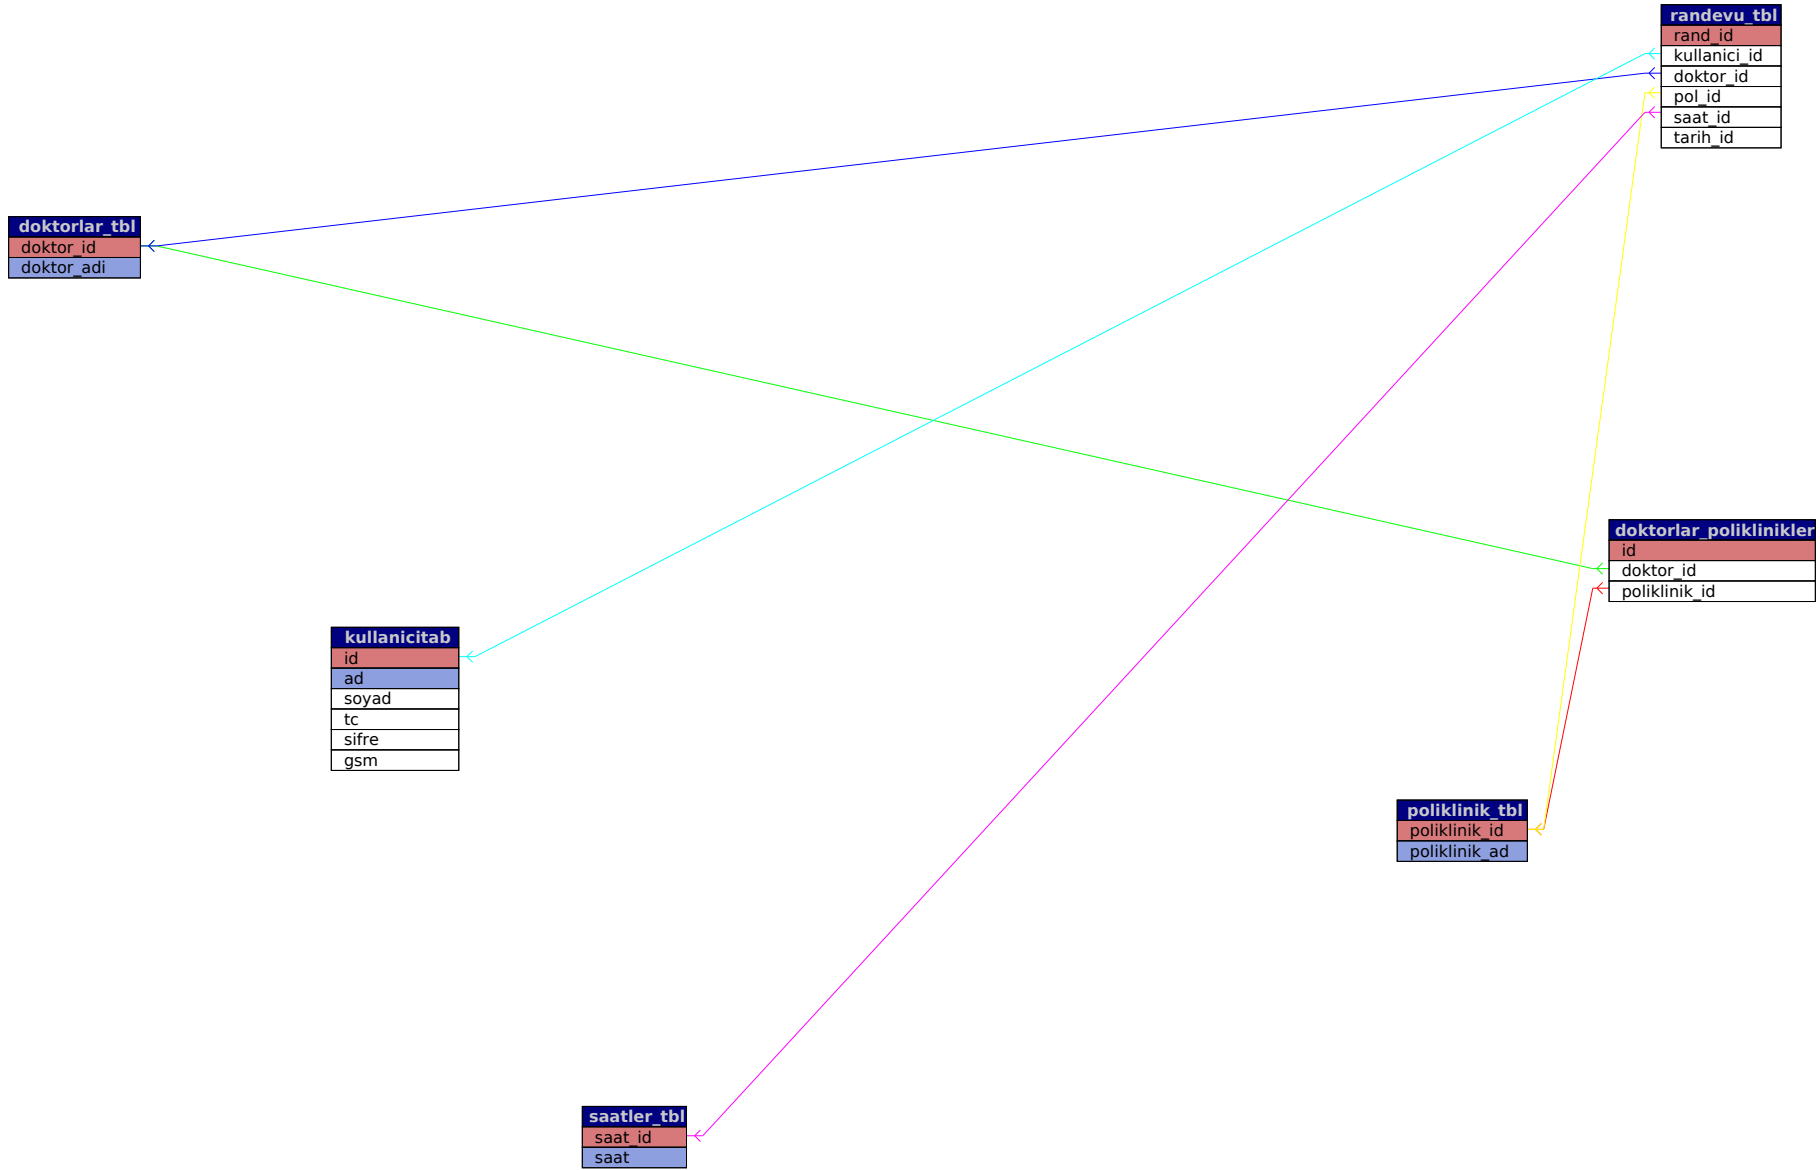 randevu_tbl
rand_id
kullanici_id
doktor_id
pol_id
saat_id
tarih_id
doktorlar_tbl
doktor_id
doktor_adi
doktorlar_poliklinikler
id
doktor_id
poliklinik_id
kullanicitab
id
ad
soyad
tc
sifre
gsm
poliklinik_tbl
poliklinik_id
poliklinik_ad
saatler_tbl
saat_id
saat